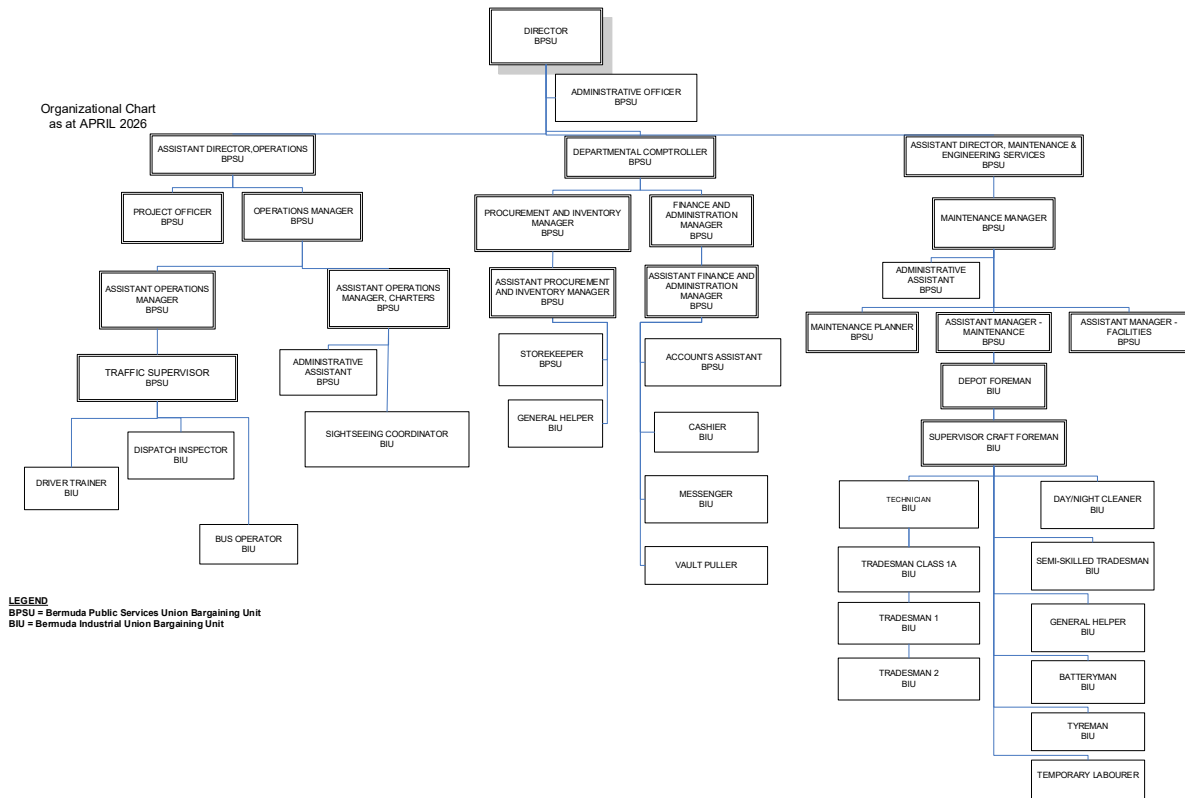 DIRECTOR
BPSU
ADMINISTRATIVE OFFICER
BPSU
Organizational Chart
as at APRIL 2026
ASSISTANT DIRECTOR,OPERATIONS
BPSU
DEPARTMENTAL COMPTROLLER
BPSU
ASSISTANT DIRECTOR, MAINTENANCE &
ENGINEERING SERVICES
BPSU
PROJECT OFFICER
BPSU
OPERATIONS MANAGER
BPSU
PROCUREMENT AND INVENTORY
MANAGER
BPSU
FINANCE AND
ADMINISTRATION
MANAGER
BPSU
MAINTENANCE MANAGER
BPSU
ASSISTANT OPERATIONS
MANAGER
BPSU
ASSISTANT OPERATIONS
MANAGER, CHARTERS
BPSU
ASSISTANT PROCUREMENT
AND INVENTORY MANAGER
BPSU
ASSISTANT FINANCE AND
ADMINISTRATION
MANAGER
BPSU
ADMINISTRATIVE
ASSISTANT
BPSU
MAINTENANCE PLANNER
BPSU
ASSISTANT MANAGER -
MAINTENANCE
BPSU
ASSISTANT MANAGER -
FACILITIES
BPSU
TRAFFIC SUPERVISOR
BPSU
ADMINISTRATIVE
ASSISTANT
BPSU
STOREKEEPER
BPSU
ACCOUNTS ASSISTANT
BPSU
DEPOT FOREMAN
BIU
DISPATCH INSPECTOR
BIU
SIGHTSEEING COORDINATOR
BIU
GENERAL HELPER
BIU
CASHIER
BIU
SUPERVISOR CRAFT FOREMAN
BIU
DRIVER TRAINER
BIU
MESSENGER
BIU
TECHNICIAN
BIU
DAY/NIGHT CLEANER
BIU
BUS OPERATOR
BIU
VAULT PULLER
TRADESMAN CLASS 1A
BIU
SEMI-SKILLED TRADESMAN
BIU
TRADESMAN 1
BIU
GENERAL HELPER
BIU
TRADESMAN 2
BIU
BATTERYMAN
BIU
TYREMAN
BIU
TEMPORARY LABOURER
LEGEND
BPSU = Bermuda Public Services Union Bargaining Unit
BIU = Bermuda Industrial Union Bargaining Unit